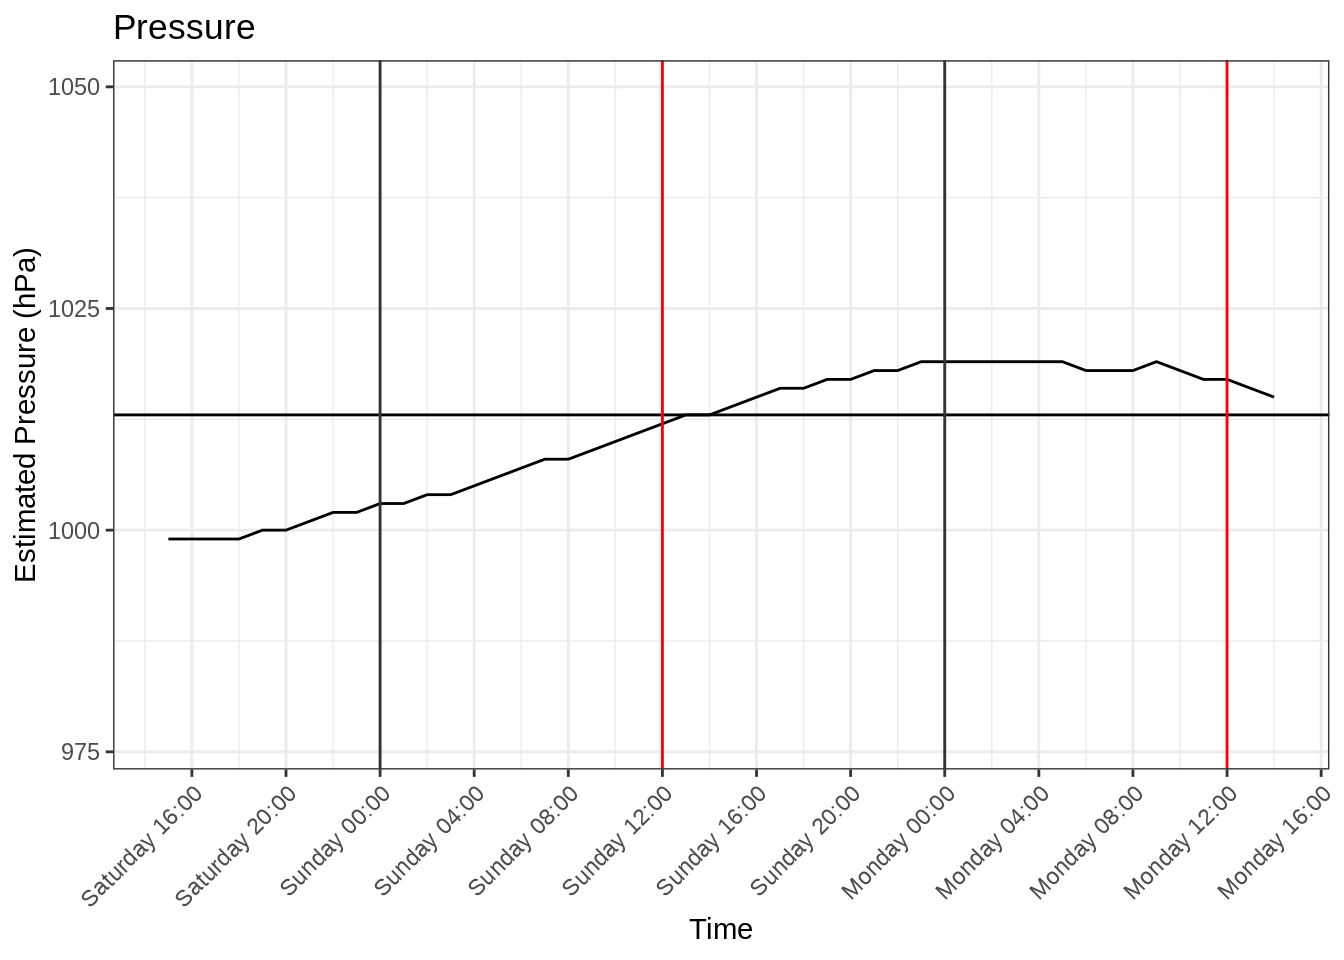 Pressure
Estimated Pressure (hPa)
1050
1025
1000
975
Saturday 16:00
Saturday 20:00
Sunday 00:00
Sunday 04:00
Sunday 08:00
Sunday 12:00
Sunday 16:00
Sunday 20:00
Monday 00:00
Monday 04:00
Monday 08:00
Monday 12:00
Monday 16:00
Time